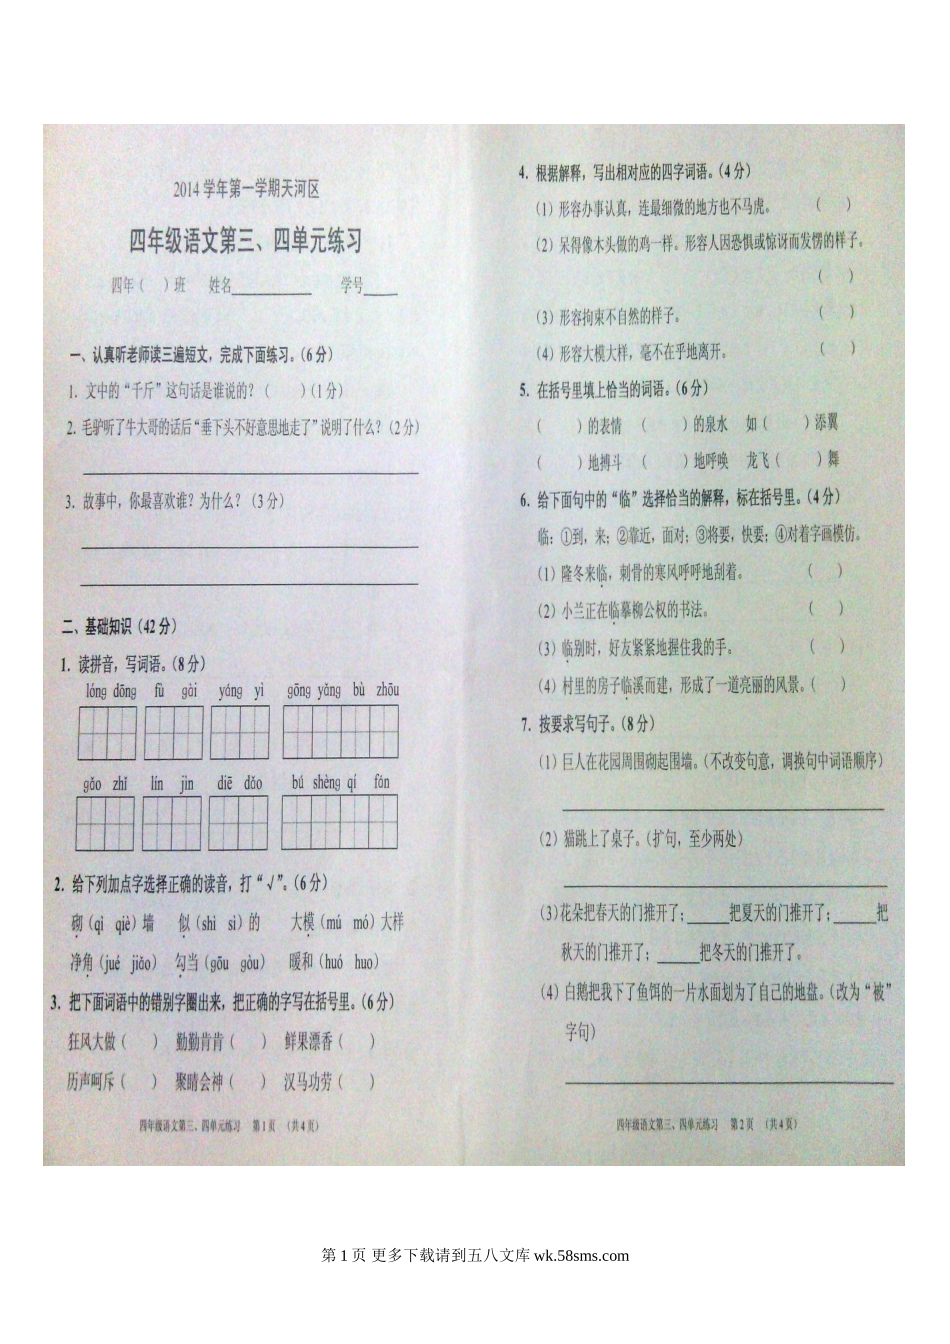 2014学年第一学期天河区
四年级语文第三、四单元练习
四年（ ）班 姓名____________ 学号_____
一、认真听老师读三遍短文，完成下面练习。（6分）
1. 文中的“千斤”这句话是谁说的？（ ）（1分）
2. 毛驴听了牛大哥的话后“垂下头不好意思地走了”说明了什么？（2分）
3. 故事中，你最喜欢谁？为什么？（3分）
二、基础知识（42分）
1. 读拼音，写词语。（8分）
lóng dōng fù gài yáng yì gōng yǎng bù zhōu
gǎo zhǐ lín jìn diē dǎo bú shèng qí fán
2. 给下列加点字选择正确的读音，打“√”。（6分）
砌（qì qiè）墙 似（shì sì）的 大模（mú mó）大样
净角（jué jiǎo） 勾当（gōu gòu） 暖和（huó huo）
3. 把下面词语中的错别字圈出来，把正确的字写在括号里。（6分）
狂风大做（ ） 勤勤肯肯（ ） 鲜果漂香（ ）
历声呵斥（ ） 聚睛会神（ ） 汉马功劳（ ）
四年级语文第三、四单元练习 第1页 （共4页）
4. 根据解释，写出相对应的四字词语。（4分）
（1）形容办事认真，连最细微的地方也不马虎。 （ ）
（2）呆得像木头做的鸡一样。形容人因恐惧或惊讶而发愣的样子。
（ ）
（3）形容拘束不自然的样子。 （ ）
（4）形容大模大样，毫不在乎地离开。 （ ）
5. 在括号里填上恰当的词语。（6分）
（ ）的表情 （ ）的泉水 如（ ）添翼
（ ）地搏斗 （ ）地呼唤 龙飞（ ）舞
6. 给下面句中的“临”选择恰当的解释，标在括号里。（4分）
临：①到，来；②靠近，面对；③将要，快要；④对着字画模仿。
（1）隆冬来临，刺骨的寒风呼呼地刮着。 （ ）
（2）小兰正在临摹柳公权的书法。 （ ）
（3）临别时，好友紧紧地握住我的手。 （ ）
（4）村里的房子临溪而建，形成了一道亮丽的风景。（ ）
7. 按要求写句子。（8分）
（1）巨人在花园周围砌起围墙。（不改变句意，调换句中词语顺序）
（2）猫跳上了桌子。（扩句，至少两处）
（3）花朵把春天的门推开了；______把夏天的门推开了；______把
秋天的门推开了；______把冬天的门推开了。
（4）白鹅把我下了鱼饵的一片水面划为了自己的地盘。（改为“被”
字句）
四年级语文第三、四单元练习 第2页 （共4页）
第 1 页 更多下载请到五八文库 wk.58sms.com